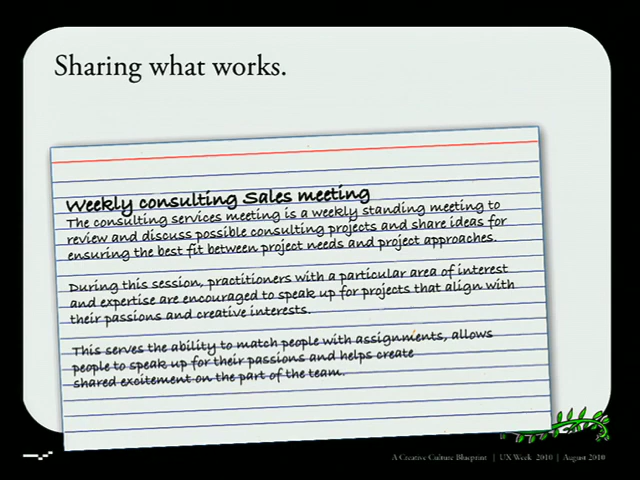 Sharing what works.
Weekly consulting Sales meeting
The consulting services meeting is a weekly standing meeting to
review and discuss possible consulting projects and share ideas for
ensuring the best fit between project needs and project approaches.
During this session, practitioners with a particular area of interest
and expertise are encouraged to speak up for projects that align with
their passions and creative interests.
This serves the ability to match people with assignments, allows
people to speak up for their passions and helps create
shared excitement on the part of the team.
A Creative Culture Blueprint | UX Week 2010 | August 2010